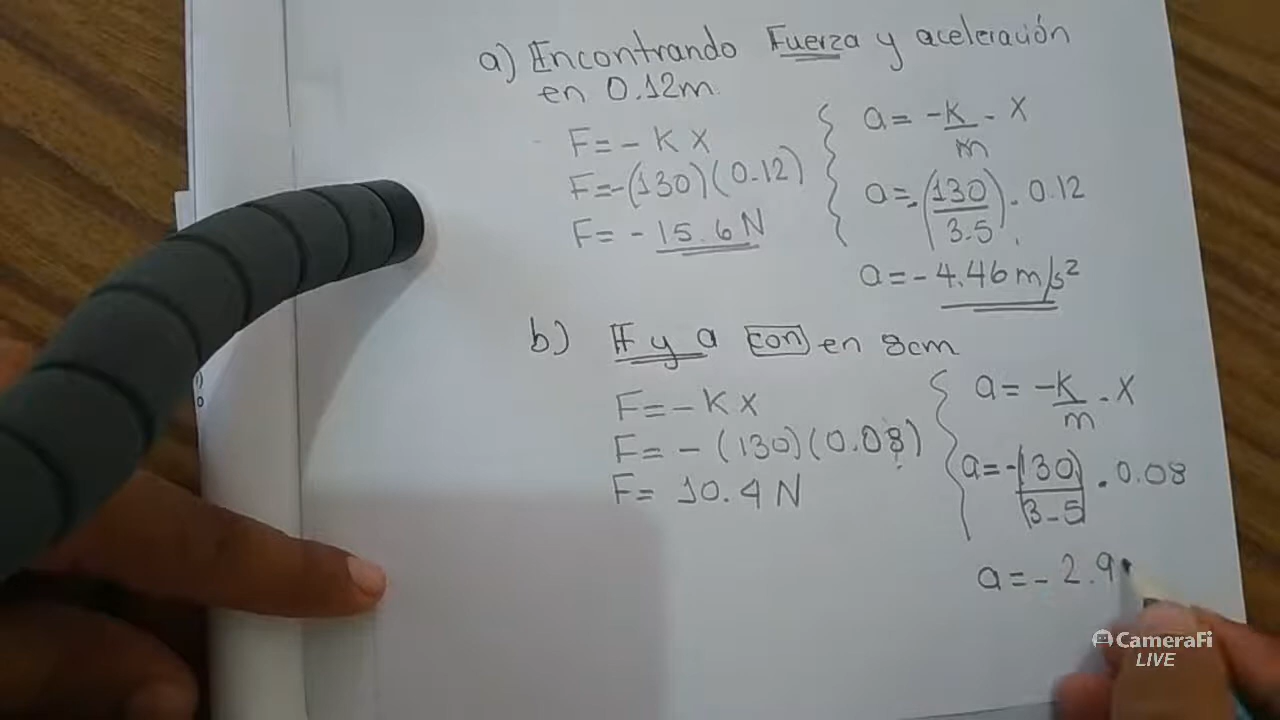 a) Encontrando Fuerza y aceleración
en 0.12m
F = - K x
F = -(130)(0.12)
F = - 15.6 N
a = -K/m - X
a = -(130/3.5) . 0.12
a = - 4.46 m/s²
b) F y a con en 8cm
F = - K x
F = - (130)(0.08)
F = 10.4 N
a = -K/m - X
a = -(130)/(3-5) . 0.08
a = - 2.9
CameraFi
LIVE